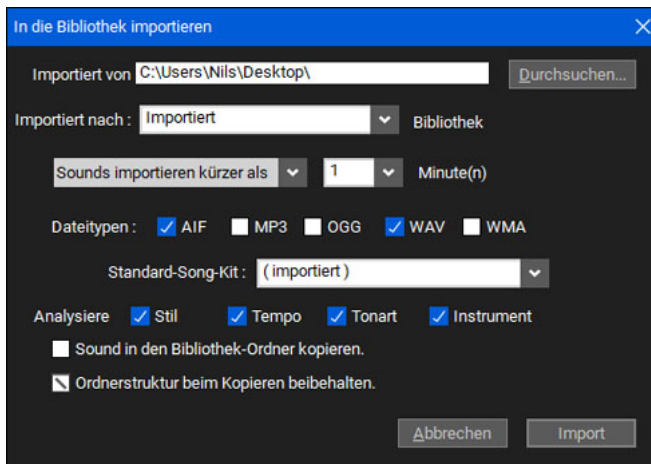 In die Bibliothek importieren
Importiert von C:\Users\Nils\Desktop\ Durchsuchen...
Importiert nach : Importiert Bibliothek
Sounds importieren kürzer als 1 Minute(n)
Dateitypen : AIF MP3 OGG WAV WMA
Standard-Song-Kit : ( importiert )
Analysiere Stil Tempo Tonart Instrument
Sound in den Bibliothek-Ordner kopieren.
Ordnerstruktur beim Kopieren beibehalten.
Abbrechen Import